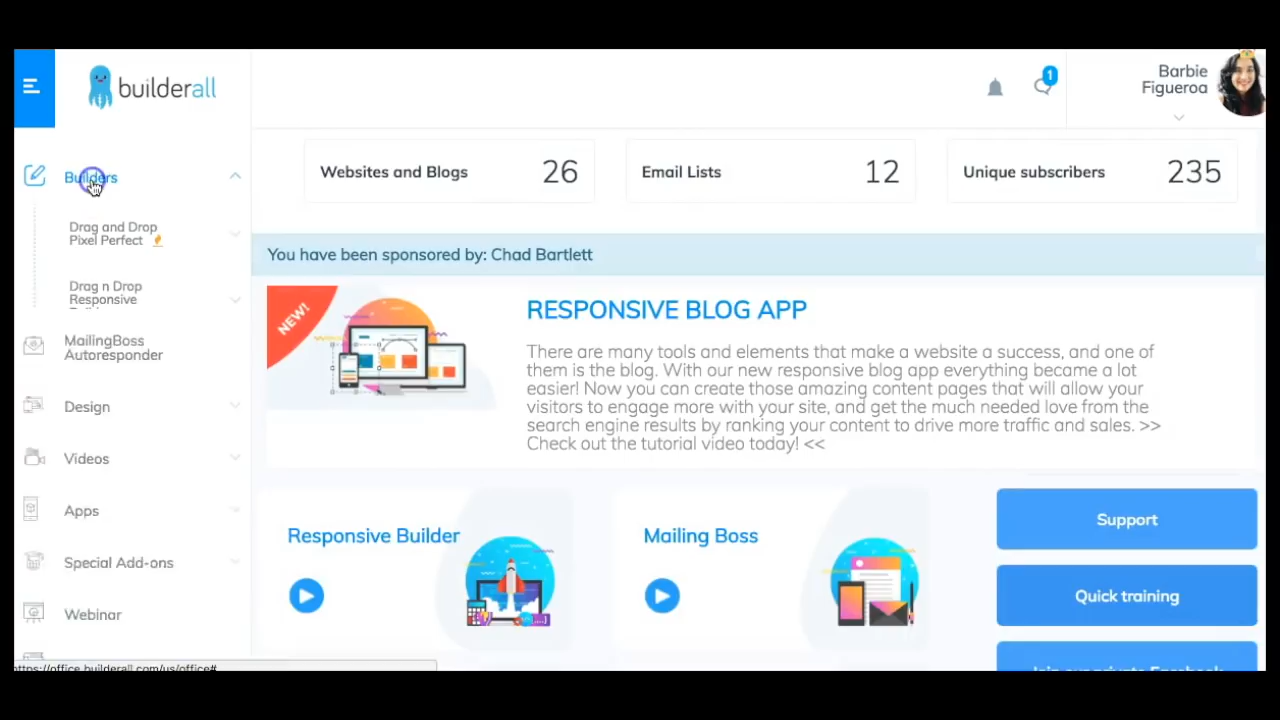 builderall
1
Barbie
Figueroa
Builders
Drag and Drop
Pixel Perfect
Drag n Drop
Responsive
MailingBoss
Autoresponder
Design
Videos
Apps
Special Add-ons
Webinar
Websites and Blogs 26
Email Lists 12
Unique subscribers 235
You have been sponsored by: Chad Bartlett
NEW!
RESPONSIVE BLOG APP
There are many tools and elements that make a website a success, and one of
them is the blog. With our new responsive blog app everything became a lot
easier! Now you can create those amazing content pages that will allow your
visitors to engage more with your site, and get the much needed love from the
search engine results by ranking your content to drive more traffic and sales. >>
Check out the tutorial video today! <<
Responsive Builder
Mailing Boss
Support
Quick training
Join our private Facebook
https://office.builderall.com/us/office#